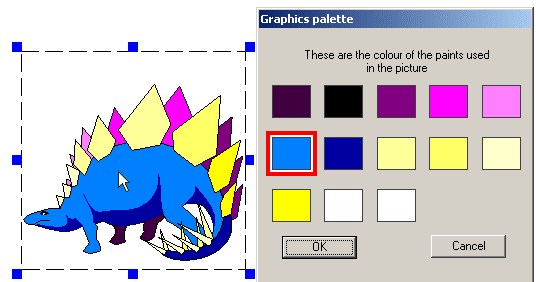 Graphics palette
These are the colour of the paints used
in the picture
OK
Cancel